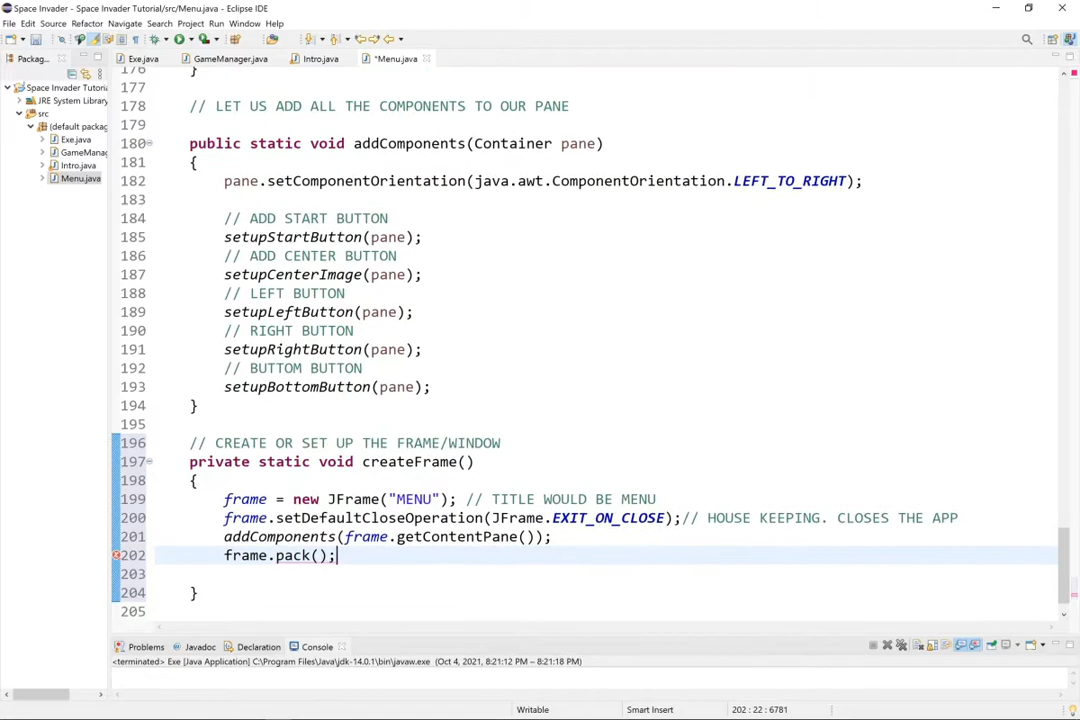 Space Invader - Space Invader Tutorial/src/Menu.java - Eclipse IDE
File Edit Source Refactor Navigate Search Project Run Window Help
Packag...
Exe.java GameManager.java Intro.java *Menu.java
Space Invader Tutoria
JRE System Library
src
(default packag
Exe.java
GameManag
Intro.java
Menu.java
176 }
177
178 // LET US ADD ALL THE COMPONENTS TO OUR PANE
179
180 public static void addComponents(Container pane)
181 {
182 pane.setComponentOrientation(java.awt.ComponentOrientation.LEFT_TO_RIGHT);
183
184 // ADD START BUTTON
185 setupStartButton(pane);
186 // ADD CENTER BUTTON
187 setupCenterImage(pane);
188 // LEFT BUTTON
189 setupLeftButton(pane);
190 // RIGHT BUTTON
191 setupRightButton(pane);
192 // BUTTOM BUTTON
193 setupBottomButton(pane);
194 }
195
196 // CREATE OR SET UP THE FRAME/WINDOW
197 private static void createFrame()
198 {
199 frame = new JFrame("MENU"); // TITLE WOULD BE MENU
200 frame.setDefaultCloseOperation(JFrame.EXIT_ON_CLOSE);// HOUSE KEEPING. CLOSES THE APP
201 addComponents(frame.getContentPane());
202 frame.pack();
203
204 }
205
Problems Javadoc Declaration Console
<terminated> Exe [Java Application] C:\Program Files\Java\jdk-14.0.1\bin\javaw.exe (Oct 4, 2021, 8:21:12 PM – 8:21:18 PM)
Writable Smart Insert 202 : 22 : 6781